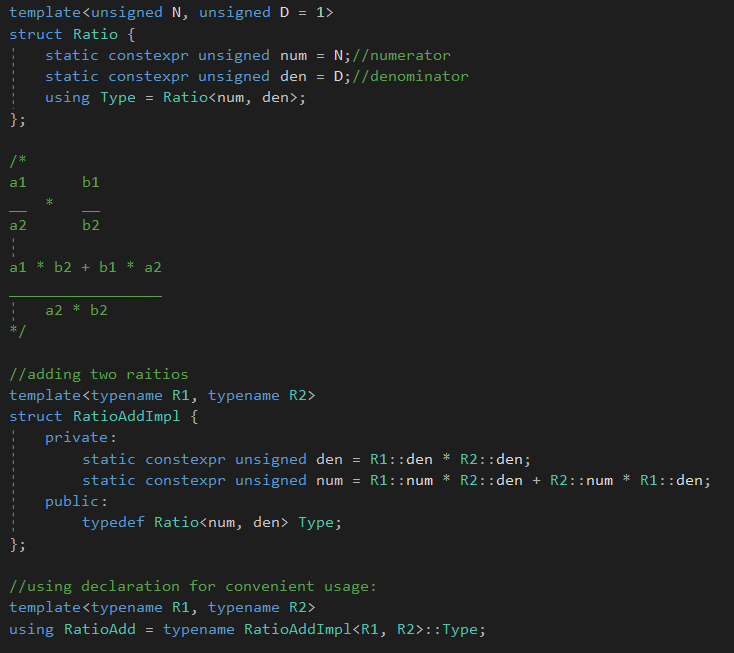 template<unsigned N, unsigned D = 1>
struct Ratio {
    static constexpr unsigned num = N;//numerator
    static constexpr unsigned den = D;//denominator
    using Type = Ratio<num, den>;
};

/*
a1      b1
__  *   __
a2      b2

a1 * b2 + b1 * a2
_________________
    a2 * b2
*/

//adding two raitios
template<typename R1, typename R2>
struct RatioAddImpl {
    private:
        static constexpr unsigned den = R1::den * R2::den;
        static constexpr unsigned num = R1::num * R2::den + R2::num * R1::den;
    public:
        typedef Ratio<num, den> Type;
};

//using declaration for convenient usage:
template<typename R1, typename R2>
using RatioAdd = typename RatioAddImpl<R1, R2>::Type;